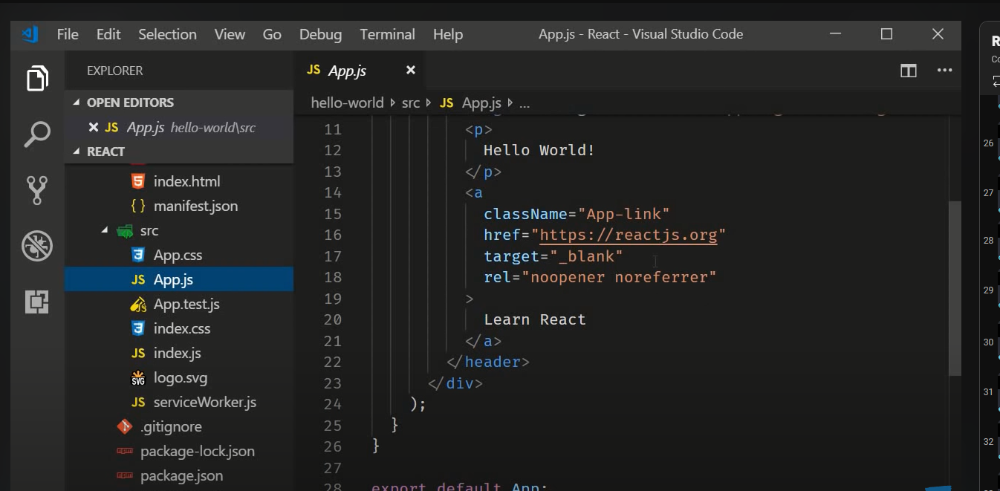 File Edit Selection View Go Debug Terminal Help App.js - React - Visual Studio Code
EXPLORER
OPEN EDITORS
JS App.js hello-world\src
REACT
index.html
{ } manifest.json
src
App.css
JS App.js
App.test.js
index.css
JS index.js
SVG logo.svg
JS serviceWorker.js
.gitignore
package-lock.json
package.json
JS App.js
hello-world src JS App.js ...
11 <p>
12 Hello World!
13 </p>
14 <a
15 className="App-link"
16 href="https://reactjs.org"
17 target="_blank"
18 rel="noopener noreferrer"
19 >
20 Learn React
21 </a>
22 </header>
23 </div>
24 );
25 }
26 }
27
28 export default App;
26
27
28
29
30
31
32